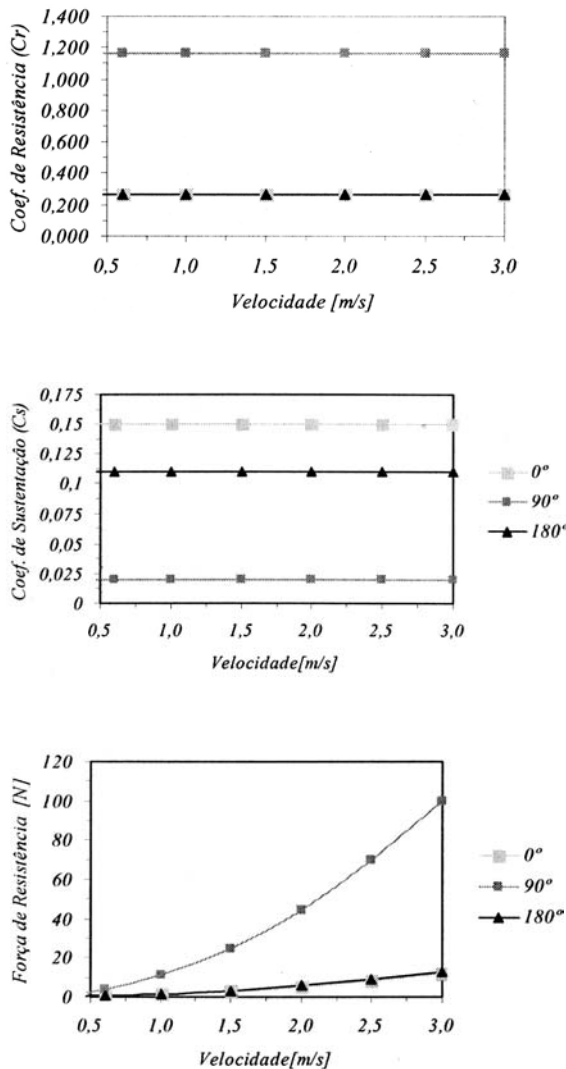 Coef. de Resistência (Cr)
1,400
1,200
1,000
0,800
0,600
0,400
0,200
0,000
0,5 1,0 1,5 2,0 2,5 3,0
Velocidade [m/s]
Coef. de Sustentação (Cs)
0,175
0,15
0,125
0,1
0,075
0,05
0,025
0
0,5 1,0 1,5 2,0 2,5 3,0
Velocidade[m/s]
0º
90º
180º
Força de Resistência [N]
120
100
80
60
40
20
0
0,5 1,0 1,5 2,0 2,5 3,0
Velocidade[m/s]
0º
90º
180º